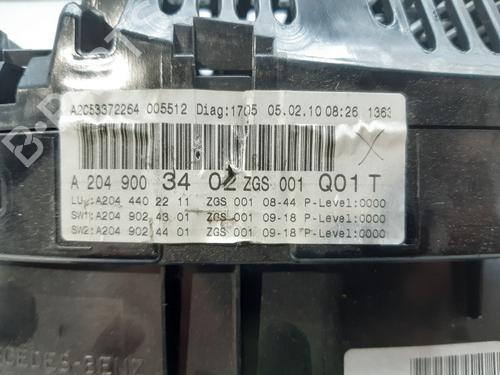 A2C53372264 005512 Diag:1705 05.02.10 08:26 1363
A 204 900 34 02 ZGS 001 Q01 T
LU :A204 440 22 11 ZGS 001 08-44 P-Level:0000
SW1:A204 902 43 01 ZGS 001 09-18 P-Level:0000
SW2:A204 902 44 01 ZGS 001 09-18 P-Level:0000